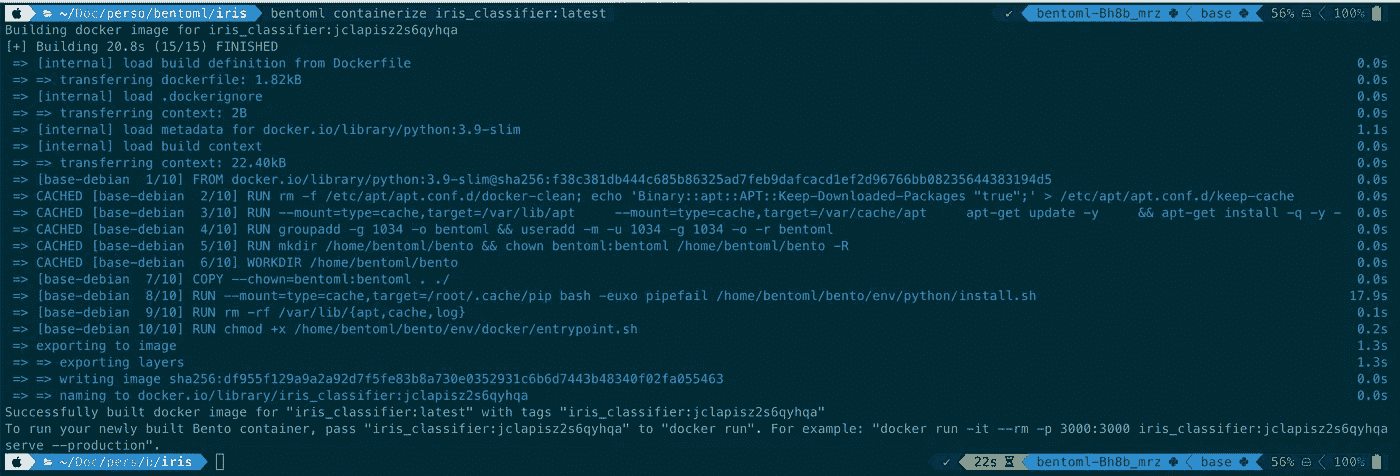 ~/Doc/perso/bentoml/iris bentoml containerize iris_classifier:latest ✓ bentoml-Bh8b_mrz base 56% 100%
Building docker image for iris_classifier:jclapisz2s6qyhqa
[+] Building 20.8s (15/15) FINISHED
=> [internal] load build definition from Dockerfile 0.0s
=> => transferring dockerfile: 1.82kB 0.0s
=> [internal] load .dockerignore 0.0s
=> => transferring context: 2B 0.0s
=> [internal] load metadata for docker.io/library/python:3.9-slim 1.1s
=> [internal] load build context 0.0s
=> => transferring context: 22.40kB 0.0s
=> [base-debian  1/10] FROM docker.io/library/python:3.9-slim@sha256:f38c381db444c685b86325ad7feb9dafcacd1ef2d96766bb08235644383194d5 0.0s
=> CACHED [base-debian  2/10] RUN rm -f /etc/apt/apt.conf.d/docker-clean; echo 'Binary::apt::APT::Keep-Downloaded-Packages "true";' > /etc/apt/apt.conf.d/keep-cache 0.0s
=> CACHED [base-debian  3/10] RUN --mount=type=cache,target=/var/lib/apt     --mount=type=cache,target=/var/cache/apt     apt-get update -y     && apt-get install -q -y - 0.0s
=> CACHED [base-debian  4/10] RUN groupadd -g 1034 -o bentoml && useradd -m -u 1034 -g 1034 -o -r bentoml 0.0s
=> CACHED [base-debian  5/10] RUN mkdir /home/bentoml/bento && chown bentoml:bentoml /home/bentoml/bento -R 0.0s
=> CACHED [base-debian  6/10] WORKDIR /home/bentoml/bento 0.0s
=> [base-debian  7/10] COPY --chown=bentoml:bentoml . ./ 0.0s
=> [base-debian  8/10] RUN --mount=type=cache,target=/root/.cache/pip bash -euxo pipefail /home/bentoml/bento/env/python/install.sh 17.9s
=> [base-debian  9/10] RUN rm -rf /var/lib/{apt,cache,log} 0.1s
=> [base-debian 10/10] RUN chmod +x /home/bentoml/bento/env/docker/entrypoint.sh 0.2s
=> exporting to image 1.3s
=> => exporting layers 1.3s
=> => writing image sha256:df955f129a9a2a92d7f5fe83b8a730e0352931c6b6d7443b48340f02fa055463 0.0s
=> => naming to docker.io/library/iris_classifier:jclapisz2s6qyhqa 0.0s
Successfully built docker image for "iris_classifier:latest" with tags "iris_classifier:jclapisz2s6qyhqa"
To run your newly built Bento container, pass "iris_classifier:jclapisz2s6qyhqa" to "docker run". For example: "docker run -it --rm -p 3000:3000 iris_classifier:jclapisz2s6qyhqa
serve --production".
~/Doc/pers/b/iris ✓ 22s bentoml-Bh8b_mrz base 56% 100%